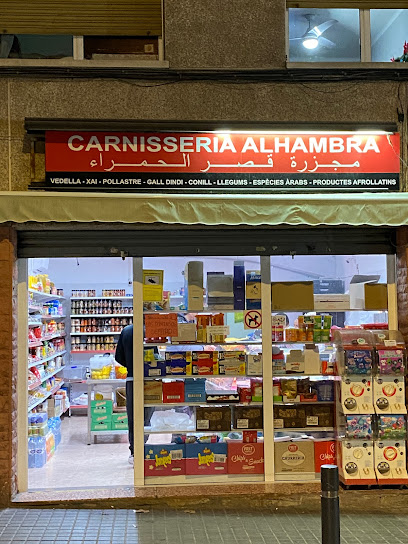 CARNISSERIA ALHAMBRA
مجزرة قصر الحمراء
VEDELLA - XAI - POLLASTRE - GALL DINDI - CONILL - LLEGUMS - ESPÈCIES ÀRABS - PRODUCTES AFROLLATINS